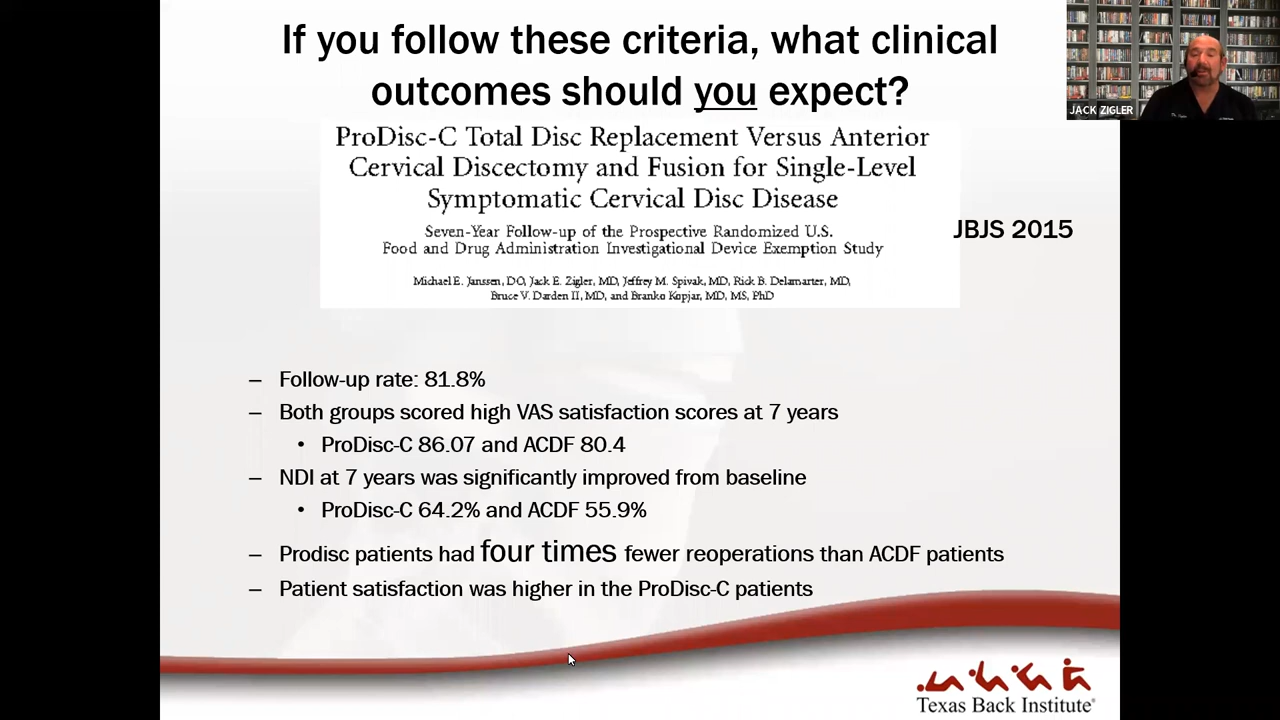 If you follow these criteria, what clinical
outcomes should you expect?
JACK ZIGLER
ProDisc-C Total Disc Replacement Versus Anterior
Cervical Discectomy and Fusion for Single-Level
Symptomatic Cervical Disc Disease
JBJS 2015
Seven-Year Follow-up of the Prospective Randomized U.S.
Food and Drug Administration Investigational Device Exemption Study
Michael E. Janssen, DO, Jack E. Zigler, MD, Jeffrey M. Spivak, MD, Rick B. Delamarter, MD,
Bruce V. Darden II, MD, and Branko Kopjar, MD, MS, PhD
– Follow-up rate: 81.8%
– Both groups scored high VAS satisfaction scores at 7 years
• ProDisc-C 86.07 and ACDF 80.4
– NDI at 7 years was significantly improved from baseline
• ProDisc-C 64.2% and ACDF 55.9%
– Prodisc patients had four times fewer reoperations than ACDF patients
– Patient satisfaction was higher in the ProDisc-C patients
Texas Back Institute®